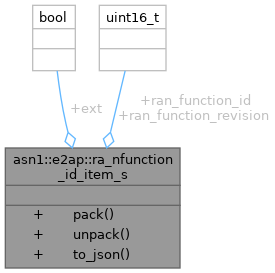 bool
uint16_t
+ext
+ran_function_id
+ran_function_revision
asn1::e2ap::ra_nfunction
_id_item_s
+ pack()
+ unpack()
+ to_json()